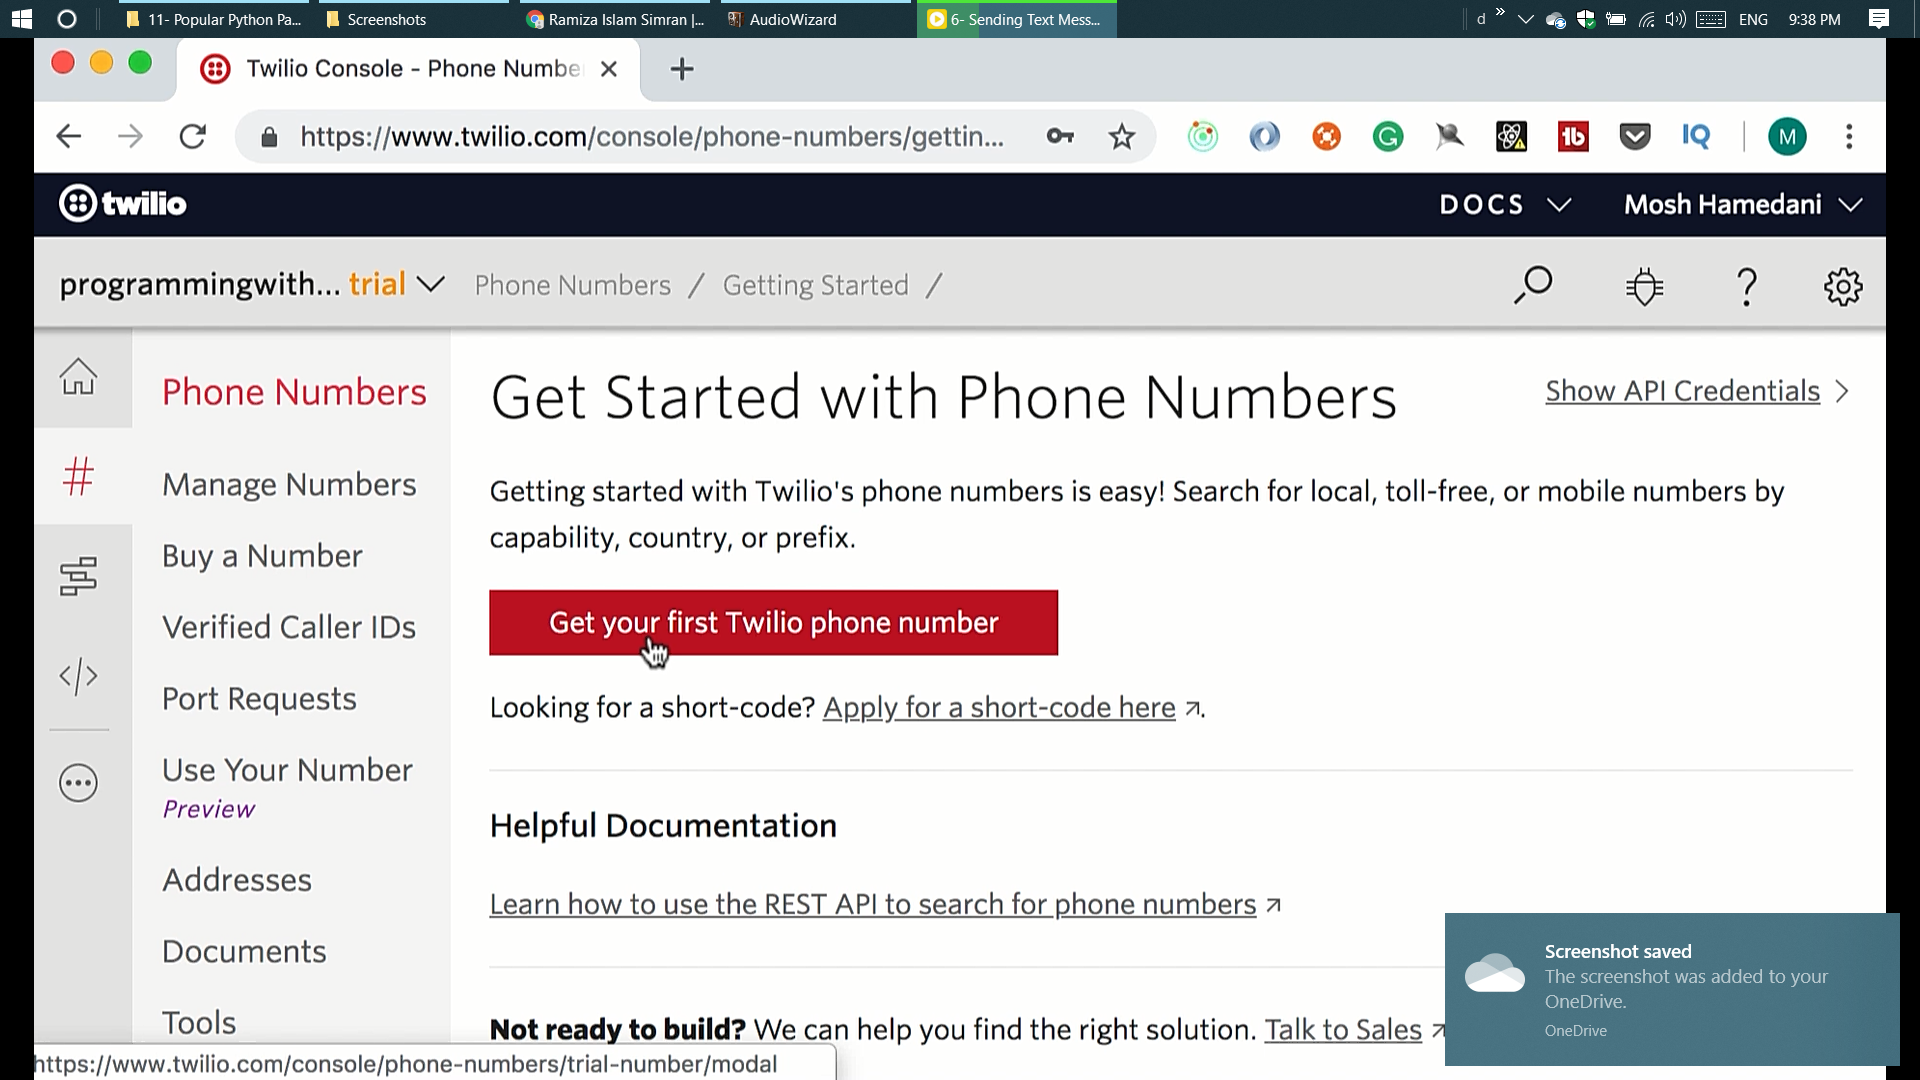 11- Popular Python Pa...
Screenshots
Ramiza Islam Simran |...
AudioWizard
6- Sending Text Mess...
d
»
ENG
9:38 PM
Twilio Console - Phone Numbe
https://www.twilio.com/console/phone-numbers/gettin...
G
1b
IQ
M
twilio
DOCS
Mosh Hamedani
programmingwith... trial
Phone Numbers / Getting Started /
?
Phone Numbers
Get Started with Phone Numbers
Show API Credentials >
#
Manage Numbers
Getting started with Twilio's phone numbers is easy! Search for local, toll-free, or mobile numbers by
capability, country, or prefix.
Buy a Number
Get your first Twilio phone number
Verified Caller IDs
</>
Port Requests
Looking for a short-code? Apply for a short-code here ↗.
Use Your Number
Preview
Helpful Documentation
Addresses
Learn how to use the REST API to search for phone numbers ↗
Documents
Tools
Not ready to build? We can help you find the right solution. Talk to Sales ↗
https://www.twilio.com/console/phone-numbers/trial-number/modal
Screenshot saved
The screenshot was added to your
OneDrive.
OneDrive